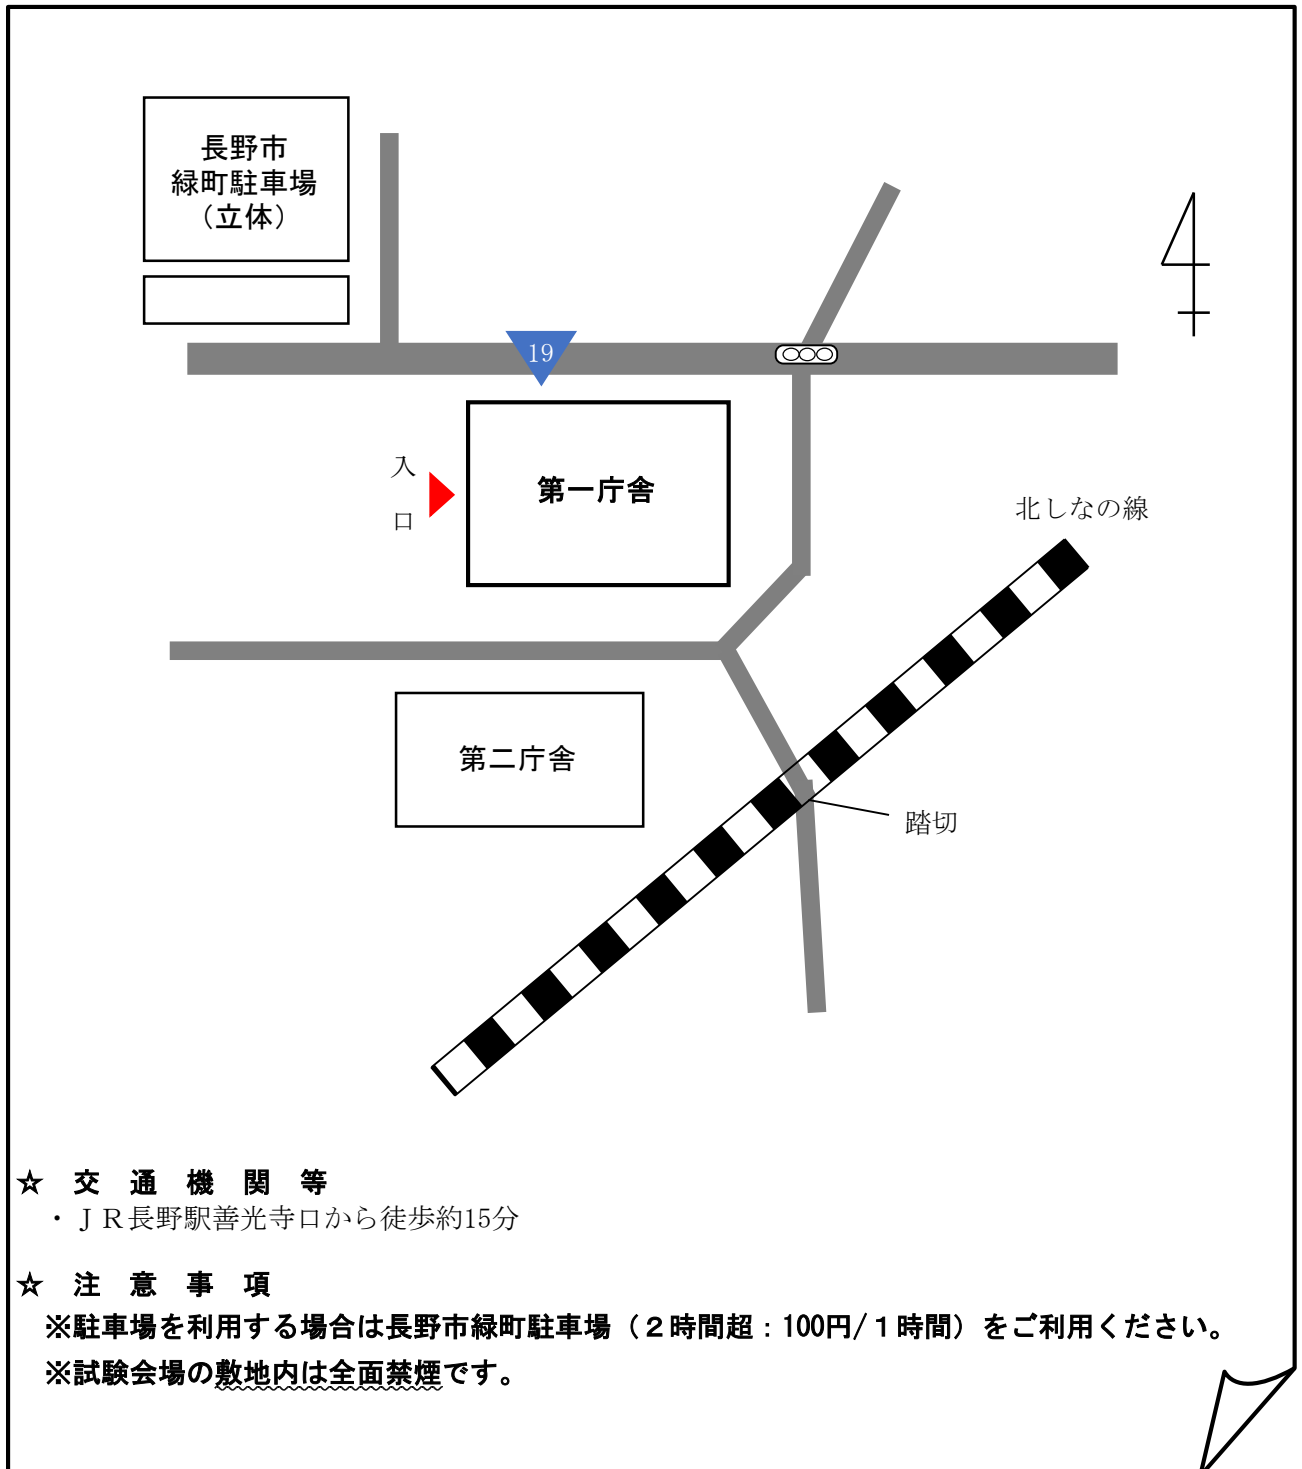 長野市
緑町駐車場
（立体）
19
入
口
第一庁舎
北しなの線
第二庁舎
踏切
☆　交　通　機　関　等
・ＪＲ長野駅善光寺口から徒歩約15分
☆　注　意　事　項
※駐車場を利用する場合は長野市緑町駐車場（２時間超：100円/１時間）をご利用ください。
※試験会場の敷地内は全面禁煙です。